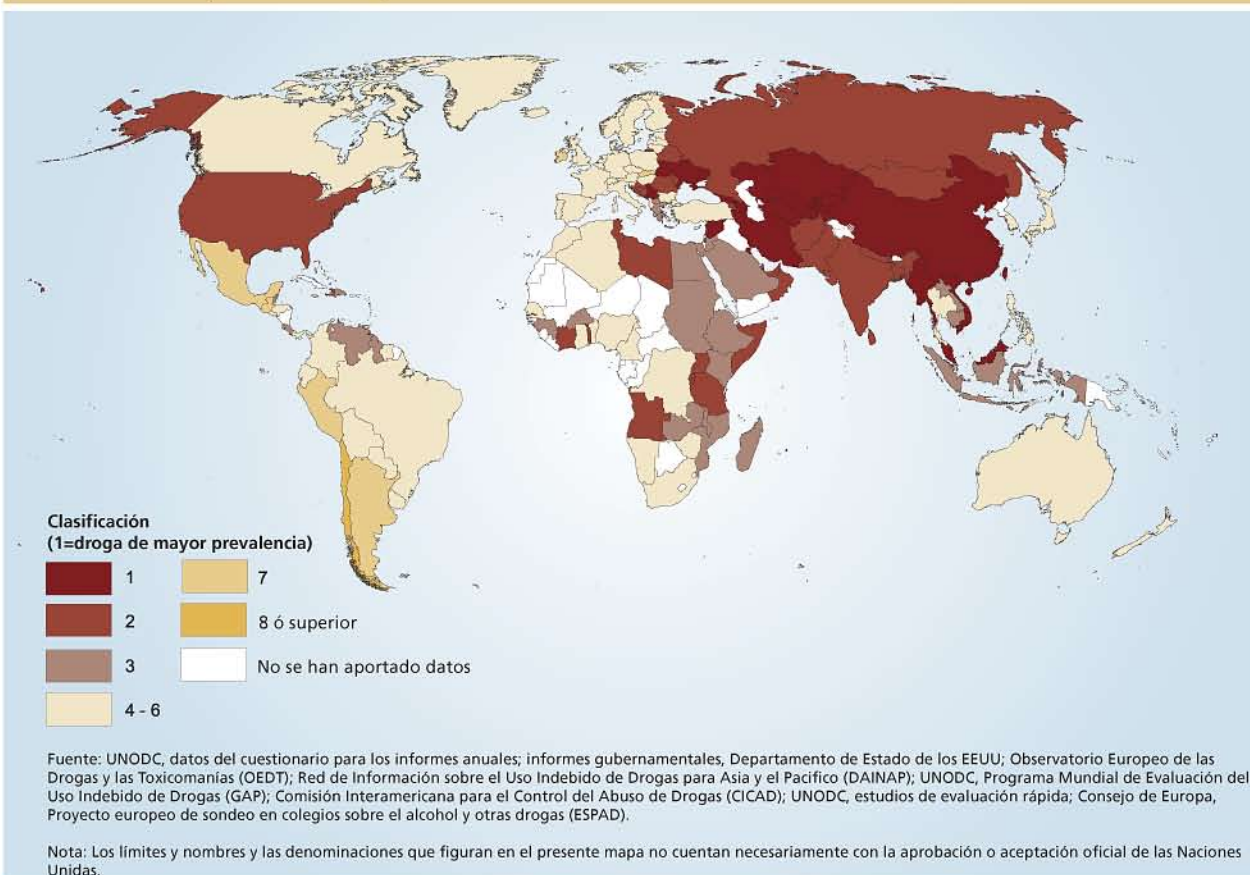 Clasificación
(1=droga de mayor prevalencia)
1
2
3
4 - 6
7
8 ó superior
No se han aportado datos
Fuente: UNODC, datos del cuestionario para los informes anuales; informes gubernamentales, Departamento de Estado de los EEUU; Observatorio Europeo de las
Drogas y las Toxicomanías (OEDT); Red de Información sobre el Uso Indebido de Drogas para Asia y el Pacifico (DAINAP); UNODC, Programa Mundial de Evaluación del
Uso Indebido de Drogas (GAP); Comisión Interamericana para el Control del Abuso de Drogas (CICAD); UNODC, estudios de evaluación rápida; Consejo de Europa,
Proyecto europeo de sondeo en colegios sobre el alcohol y otras drogas (ESPAD).
Nota: Los límites y nombres y las denominaciones que figuran en el presente mapa no cuentan necesariamente con la aprobación o aceptación oficial de las Naciones
Unidas.